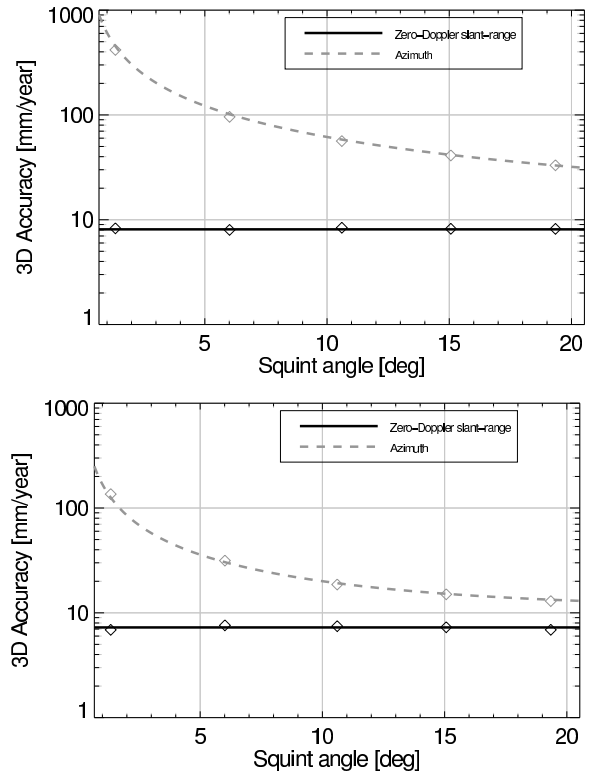 1000
Zero-Doppler slant-range
Azimuth
100
10
1
3D Accuracy [mm/year]
5 10 15 20
Squint angle [deg]
1000
Zero-Doppler slant-range
Azimuth
100
10
1
3D Accuracy [mm/year]
5 10 15 20
Squint angle [deg]